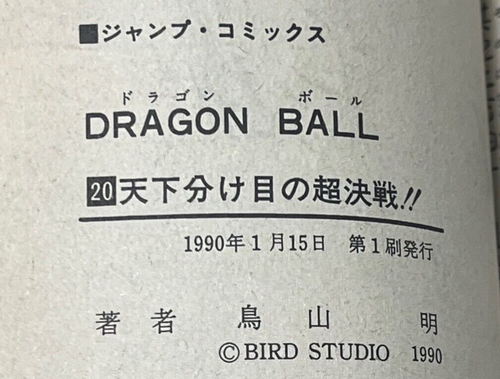 ■ジャンプ・コミックス
ドラゴン ボール
DRAGON BALL
20天下分け目の超決戦!!
1990年1月15日 第1刷発行
著者 鳥山 明
©BIRD STUDIO 1990